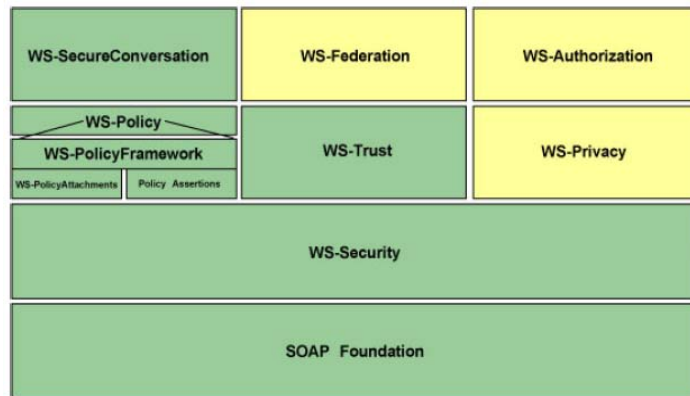 WS-SecureConversation
WS-Federation
WS-Authorization
WS-Policy
WS-PolicyFramework
WS-PolicyAttachments
Policy Assertions
WS-Trust
WS-Privacy
WS-Security
SOAP Foundation